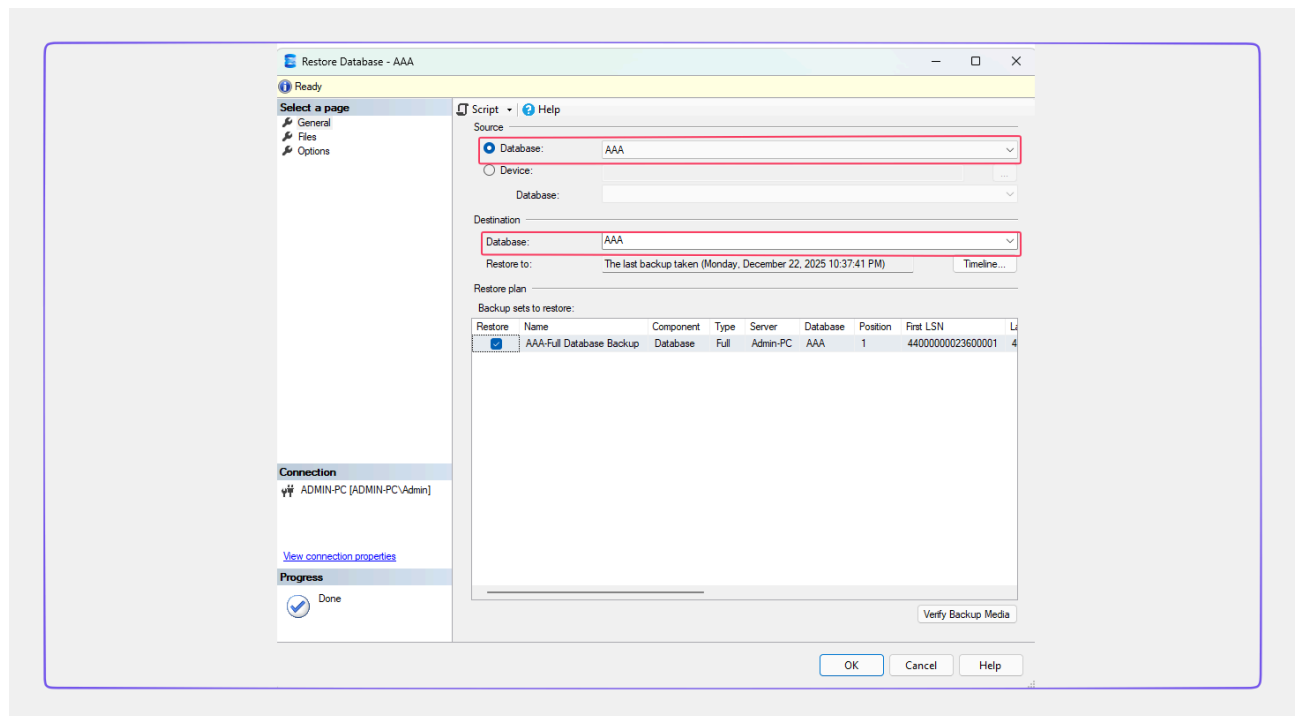 Restore Database - AAA
Ready
Select a page
General
Files
Options
Script Help
Source
Database: AAA
Device: ...
Database:
Destination
Database: AAA
Restore to: The last backup taken (Monday, December 22, 2025 10:37:41 PM) Timeline...
Restore plan
Backup sets to restore:
Restore Name Component Type Server Database Position First LSN La
AAA-Full Database Backup Database Full Admin-PC AAA 1 44000000023600001 4
Connection
ADMIN-PC [ADMIN-PC\Admin]
View connection properties
Progress
Done
Verify Backup Media
OK Cancel Help